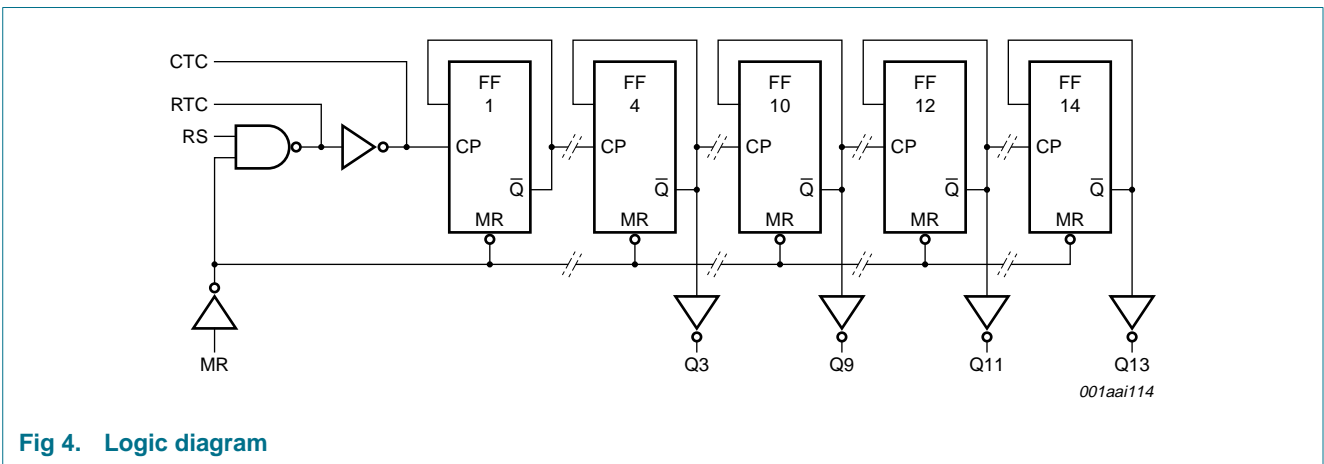 CTC
RTC
RS
FF
1
CP
Q̅
MR
FF
4
CP
Q̅
MR
FF
10
CP
Q̅
MR
FF
12
CP
Q̅
MR
FF
14
CP
Q̅
MR
MR
Q3
Q9
Q11
Q13
001aai114
Fig 4. Logic diagram